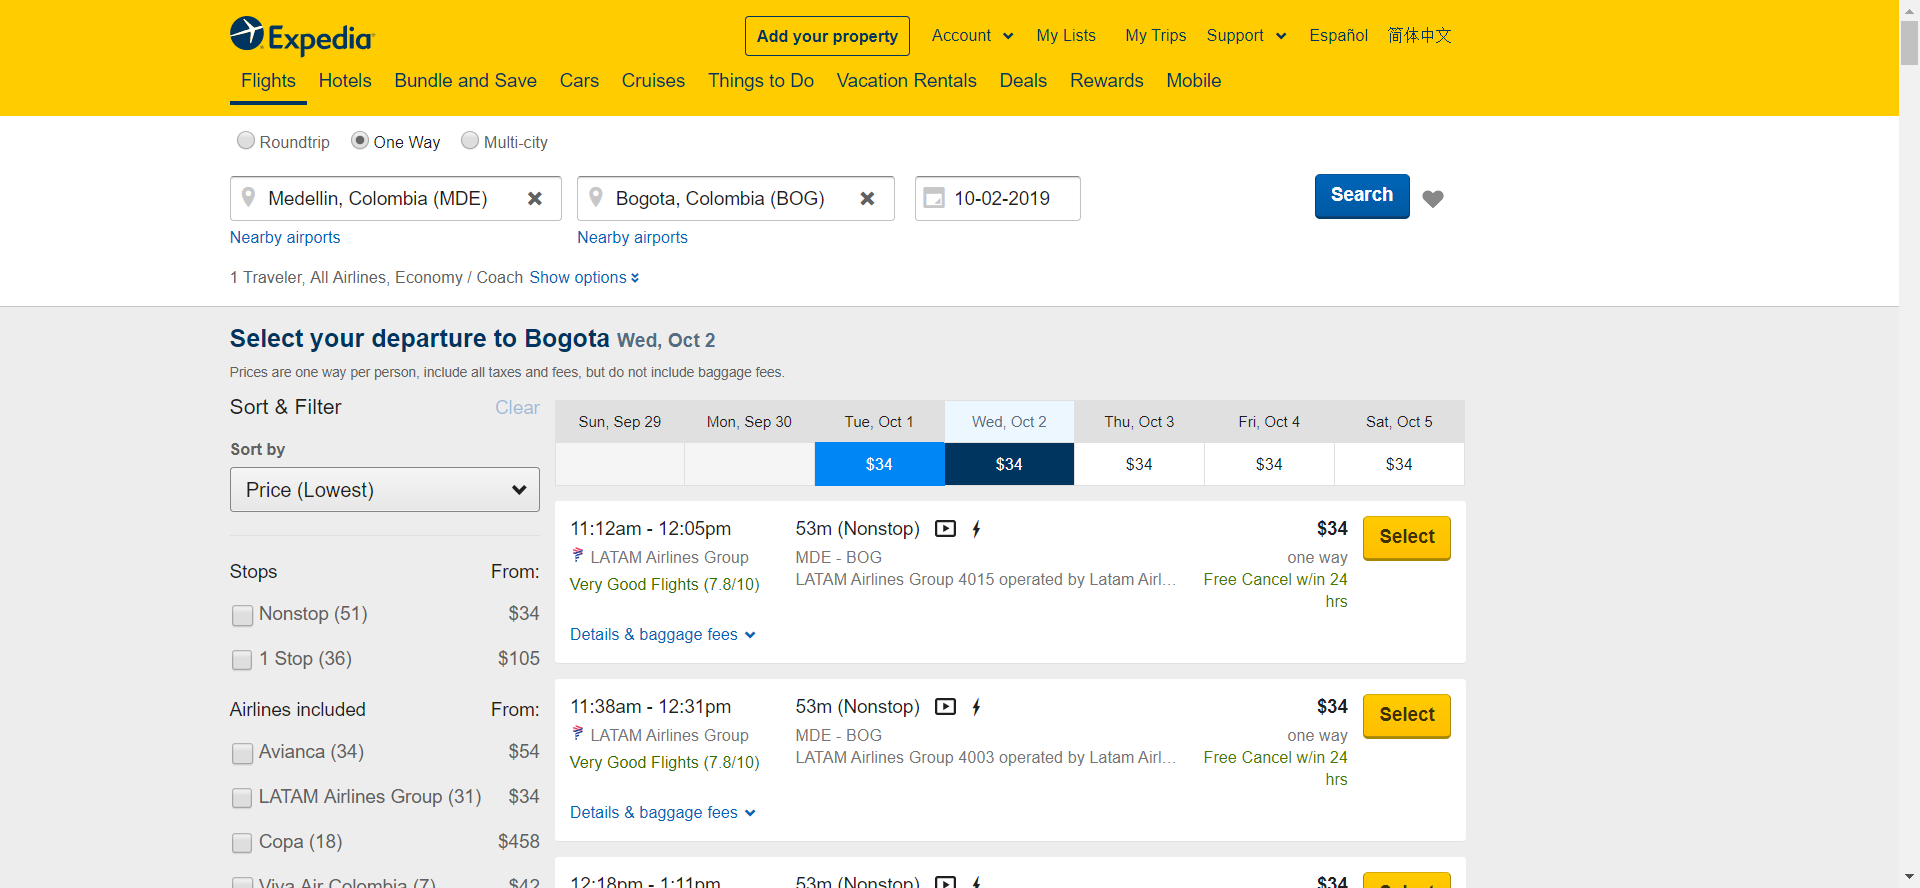 Expedia
Add your property
Account
My Lists
My Trips
Support
Español
简体中文
Flights
Hotels
Bundle and Save
Cars
Cruises
Things to Do
Vacation Rentals
Deals
Rewards
Mobile
Roundtrip
One Way
Multi-city
Medellin, Colombia (MDE)
Bogota, Colombia (BOG)
10-02-2019
Search
Nearby airports
Nearby airports
1 Traveler, All Airlines, Economy / Coach Show options
Select your departure to Bogota Wed, Oct 2
Prices are one way per person, include all taxes and fees, but do not include baggage fees.
Sort & Filter
Clear
Sort by
Price (Lowest)
Stops From:
Nonstop (51) $34
1 Stop (36) $105
Airlines included From:
Avianca (34) $54
LATAM Airlines Group (31) $34
Copa (18) $458
Viva Air Colombia (7) $42
Sun, Sep 29
Mon, Sep 30
Tue, Oct 1
Wed, Oct 2
Thu, Oct 3
Fri, Oct 4
Sat, Oct 5
$34
$34
$34
$34
$34
11:12am - 12:05pm
LATAM Airlines Group
Very Good Flights (7.8/10)
Details & baggage fees
53m (Nonstop)
MDE - BOG
LATAM Airlines Group 4015 operated by Latam Airl...
$34
one way
Free Cancel w/in 24
hrs
Select
11:38am - 12:31pm
LATAM Airlines Group
Very Good Flights (7.8/10)
Details & baggage fees
53m (Nonstop)
MDE - BOG
LATAM Airlines Group 4003 operated by Latam Airl...
$34
one way
Free Cancel w/in 24
hrs
Select
12:18pm - 1:11pm
53m (Nonstop)
$34
Select